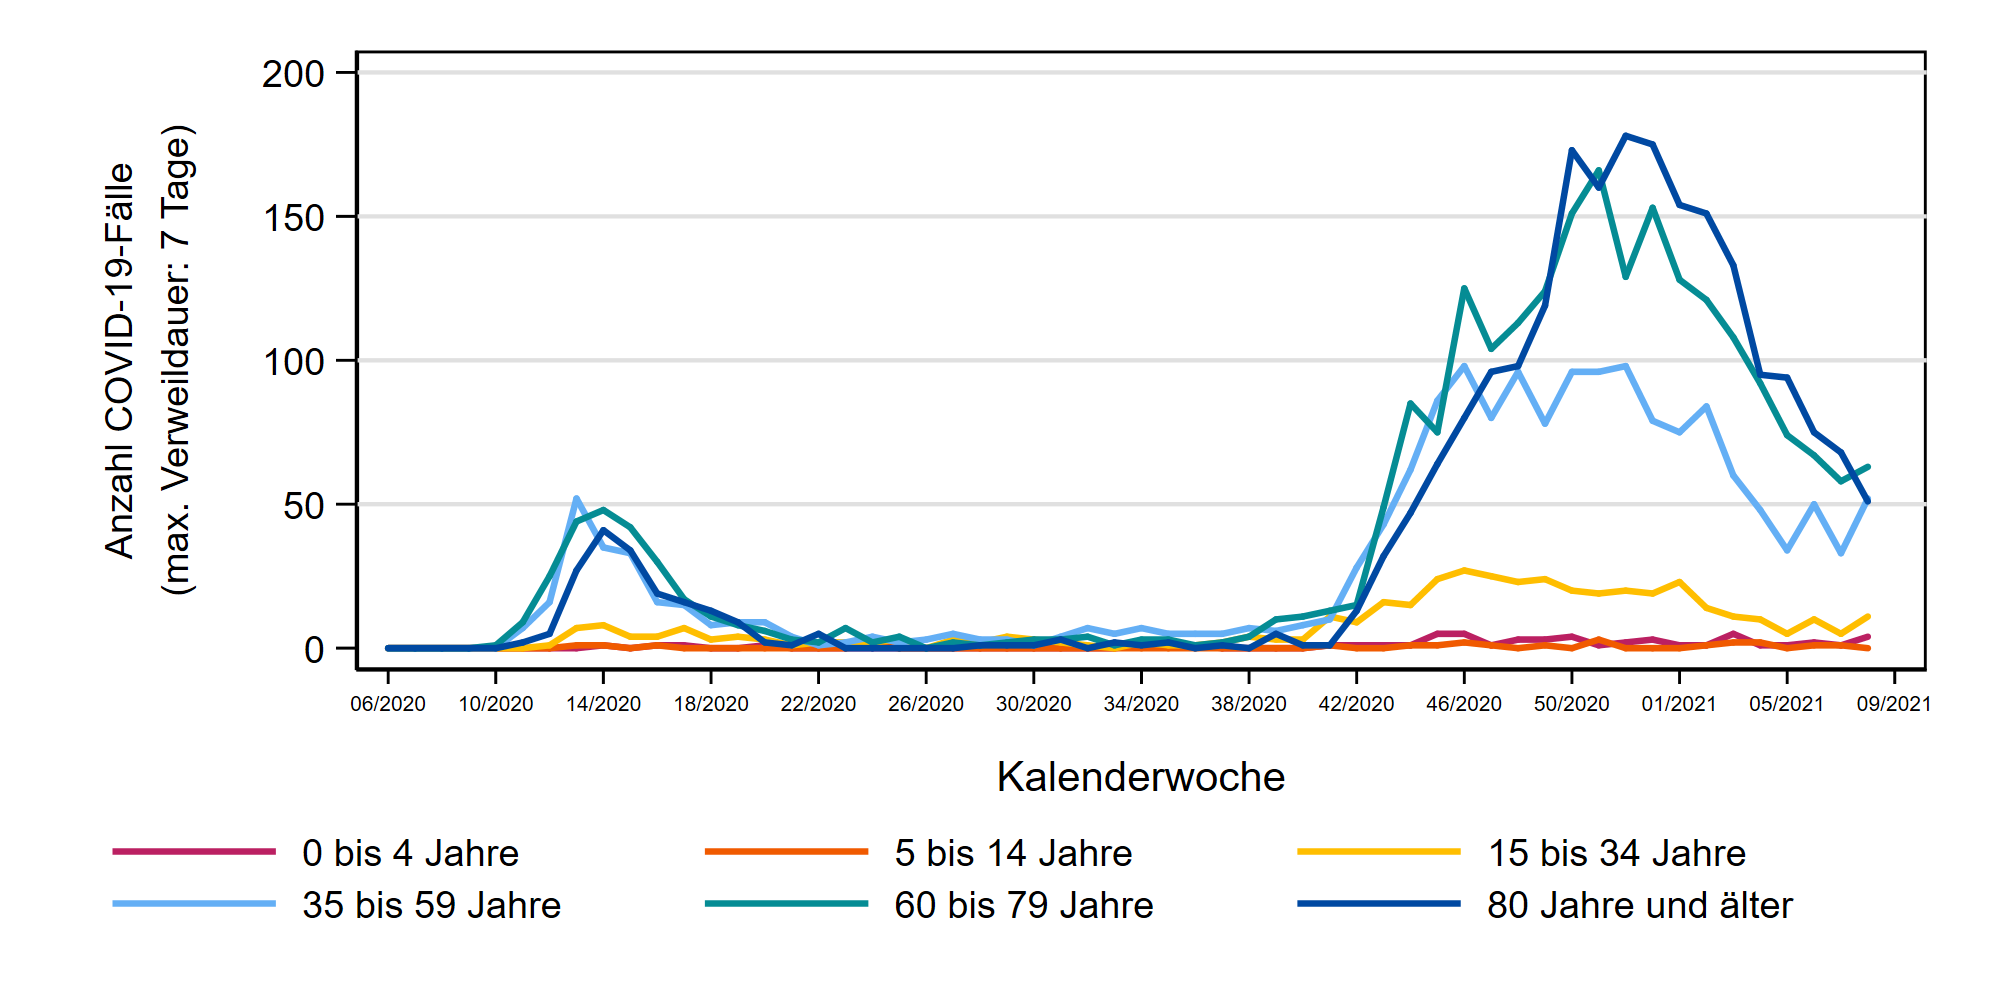 Anzahl COVID-19-Fälle
(max. Verweildauer: 7 Tage)
200
150
100
50
0
06/2020 10/2020 14/2020 18/2020 22/2020 26/2020 30/2020 34/2020 38/2020 42/2020 46/2020 50/2020 01/2021 05/2021 09/2021
Kalenderwoche
0 bis 4 Jahre 5 bis 14 Jahre 15 bis 34 Jahre
35 bis 59 Jahre 60 bis 79 Jahre 80 Jahre und älter